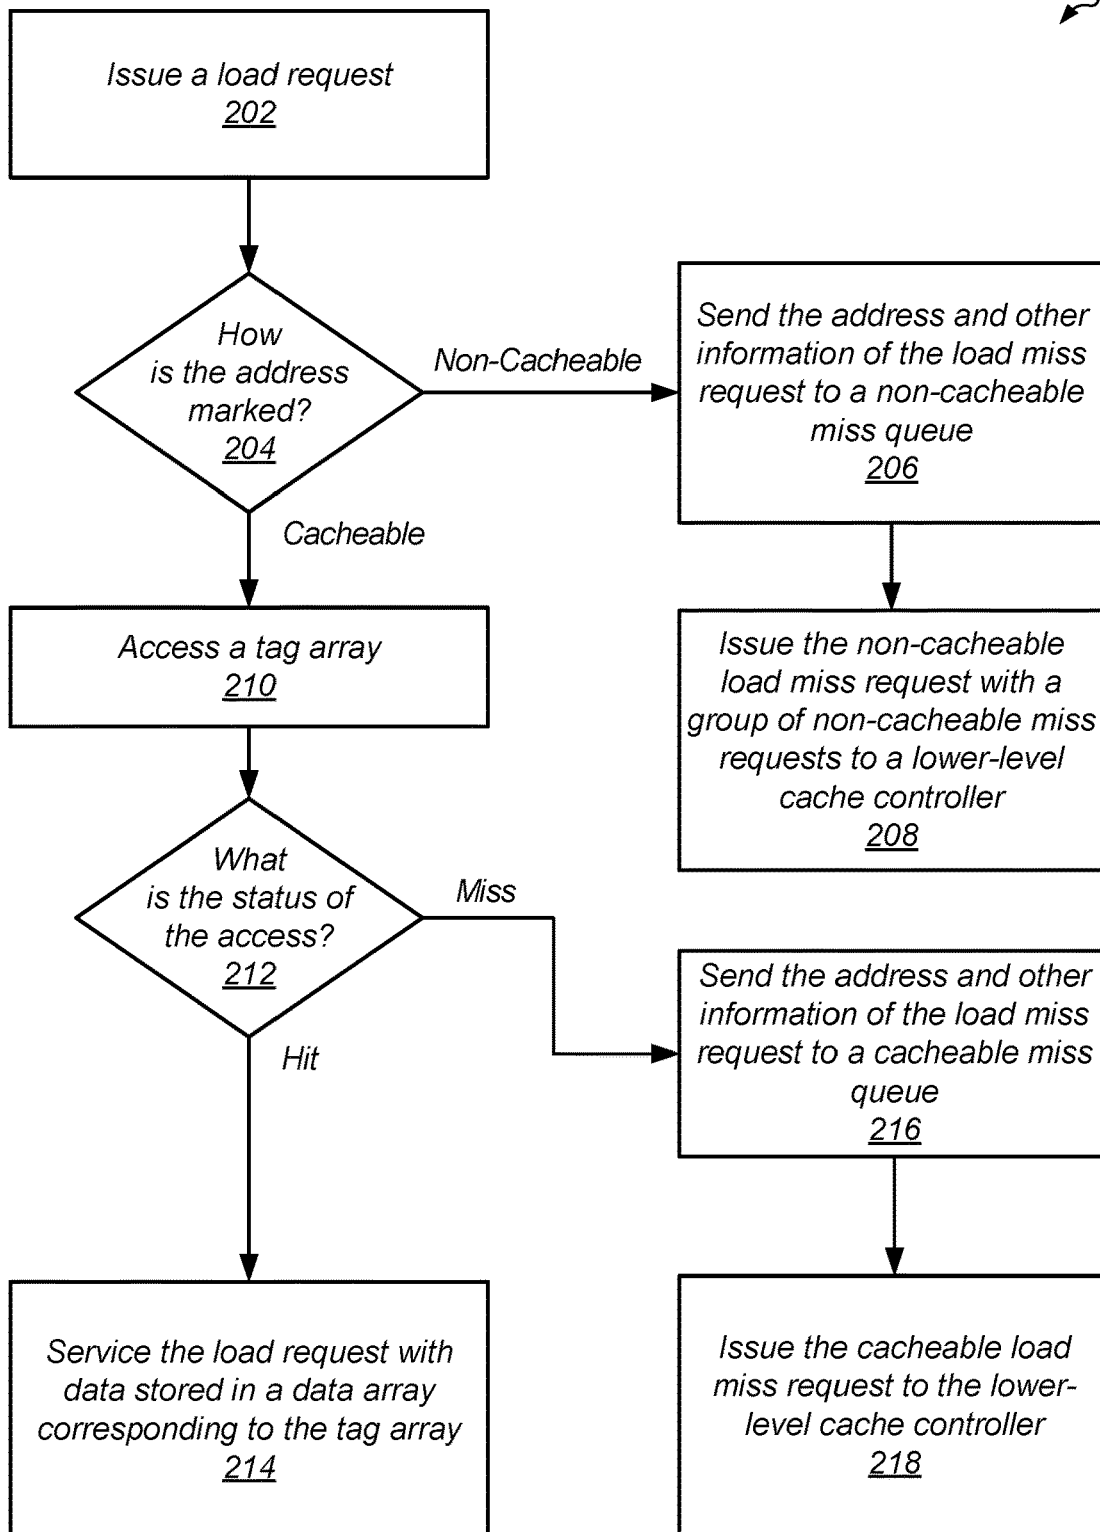 Issue a load request
202
How
is the address
marked?
204
Non-Cacheable
Send the address and other
information of the load miss
request to a non-cacheable
miss queue
206
Cacheable
Access a tag array
210
Issue the non-cacheable
load miss request with a
group of non-cacheable miss
requests to a lower-level
cache controller
208
What
is the status of
the access?
212
Miss
Hit
Send the address and other
information of the load miss
request to a cacheable miss
queue
216
Service the load request with
data stored in a data array
corresponding to the tag array
214
Issue the cacheable load
miss request to the lower-
level cache controller
218